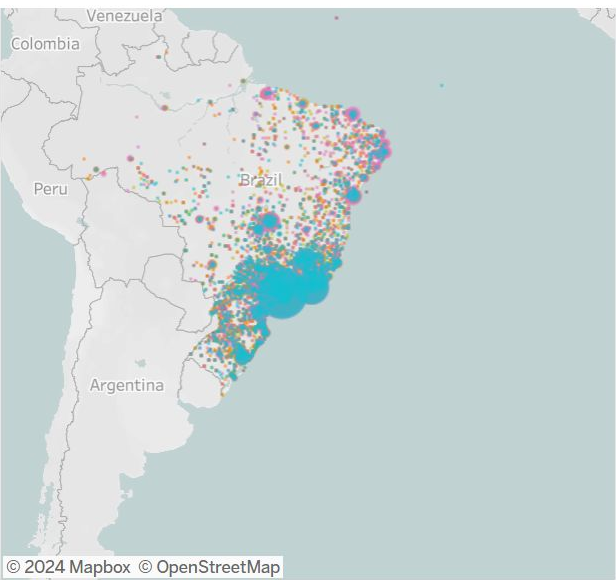 Venezuela
Colombia
Peru
Brazil
Argentina
© 2024 Mapbox © OpenStreetMap